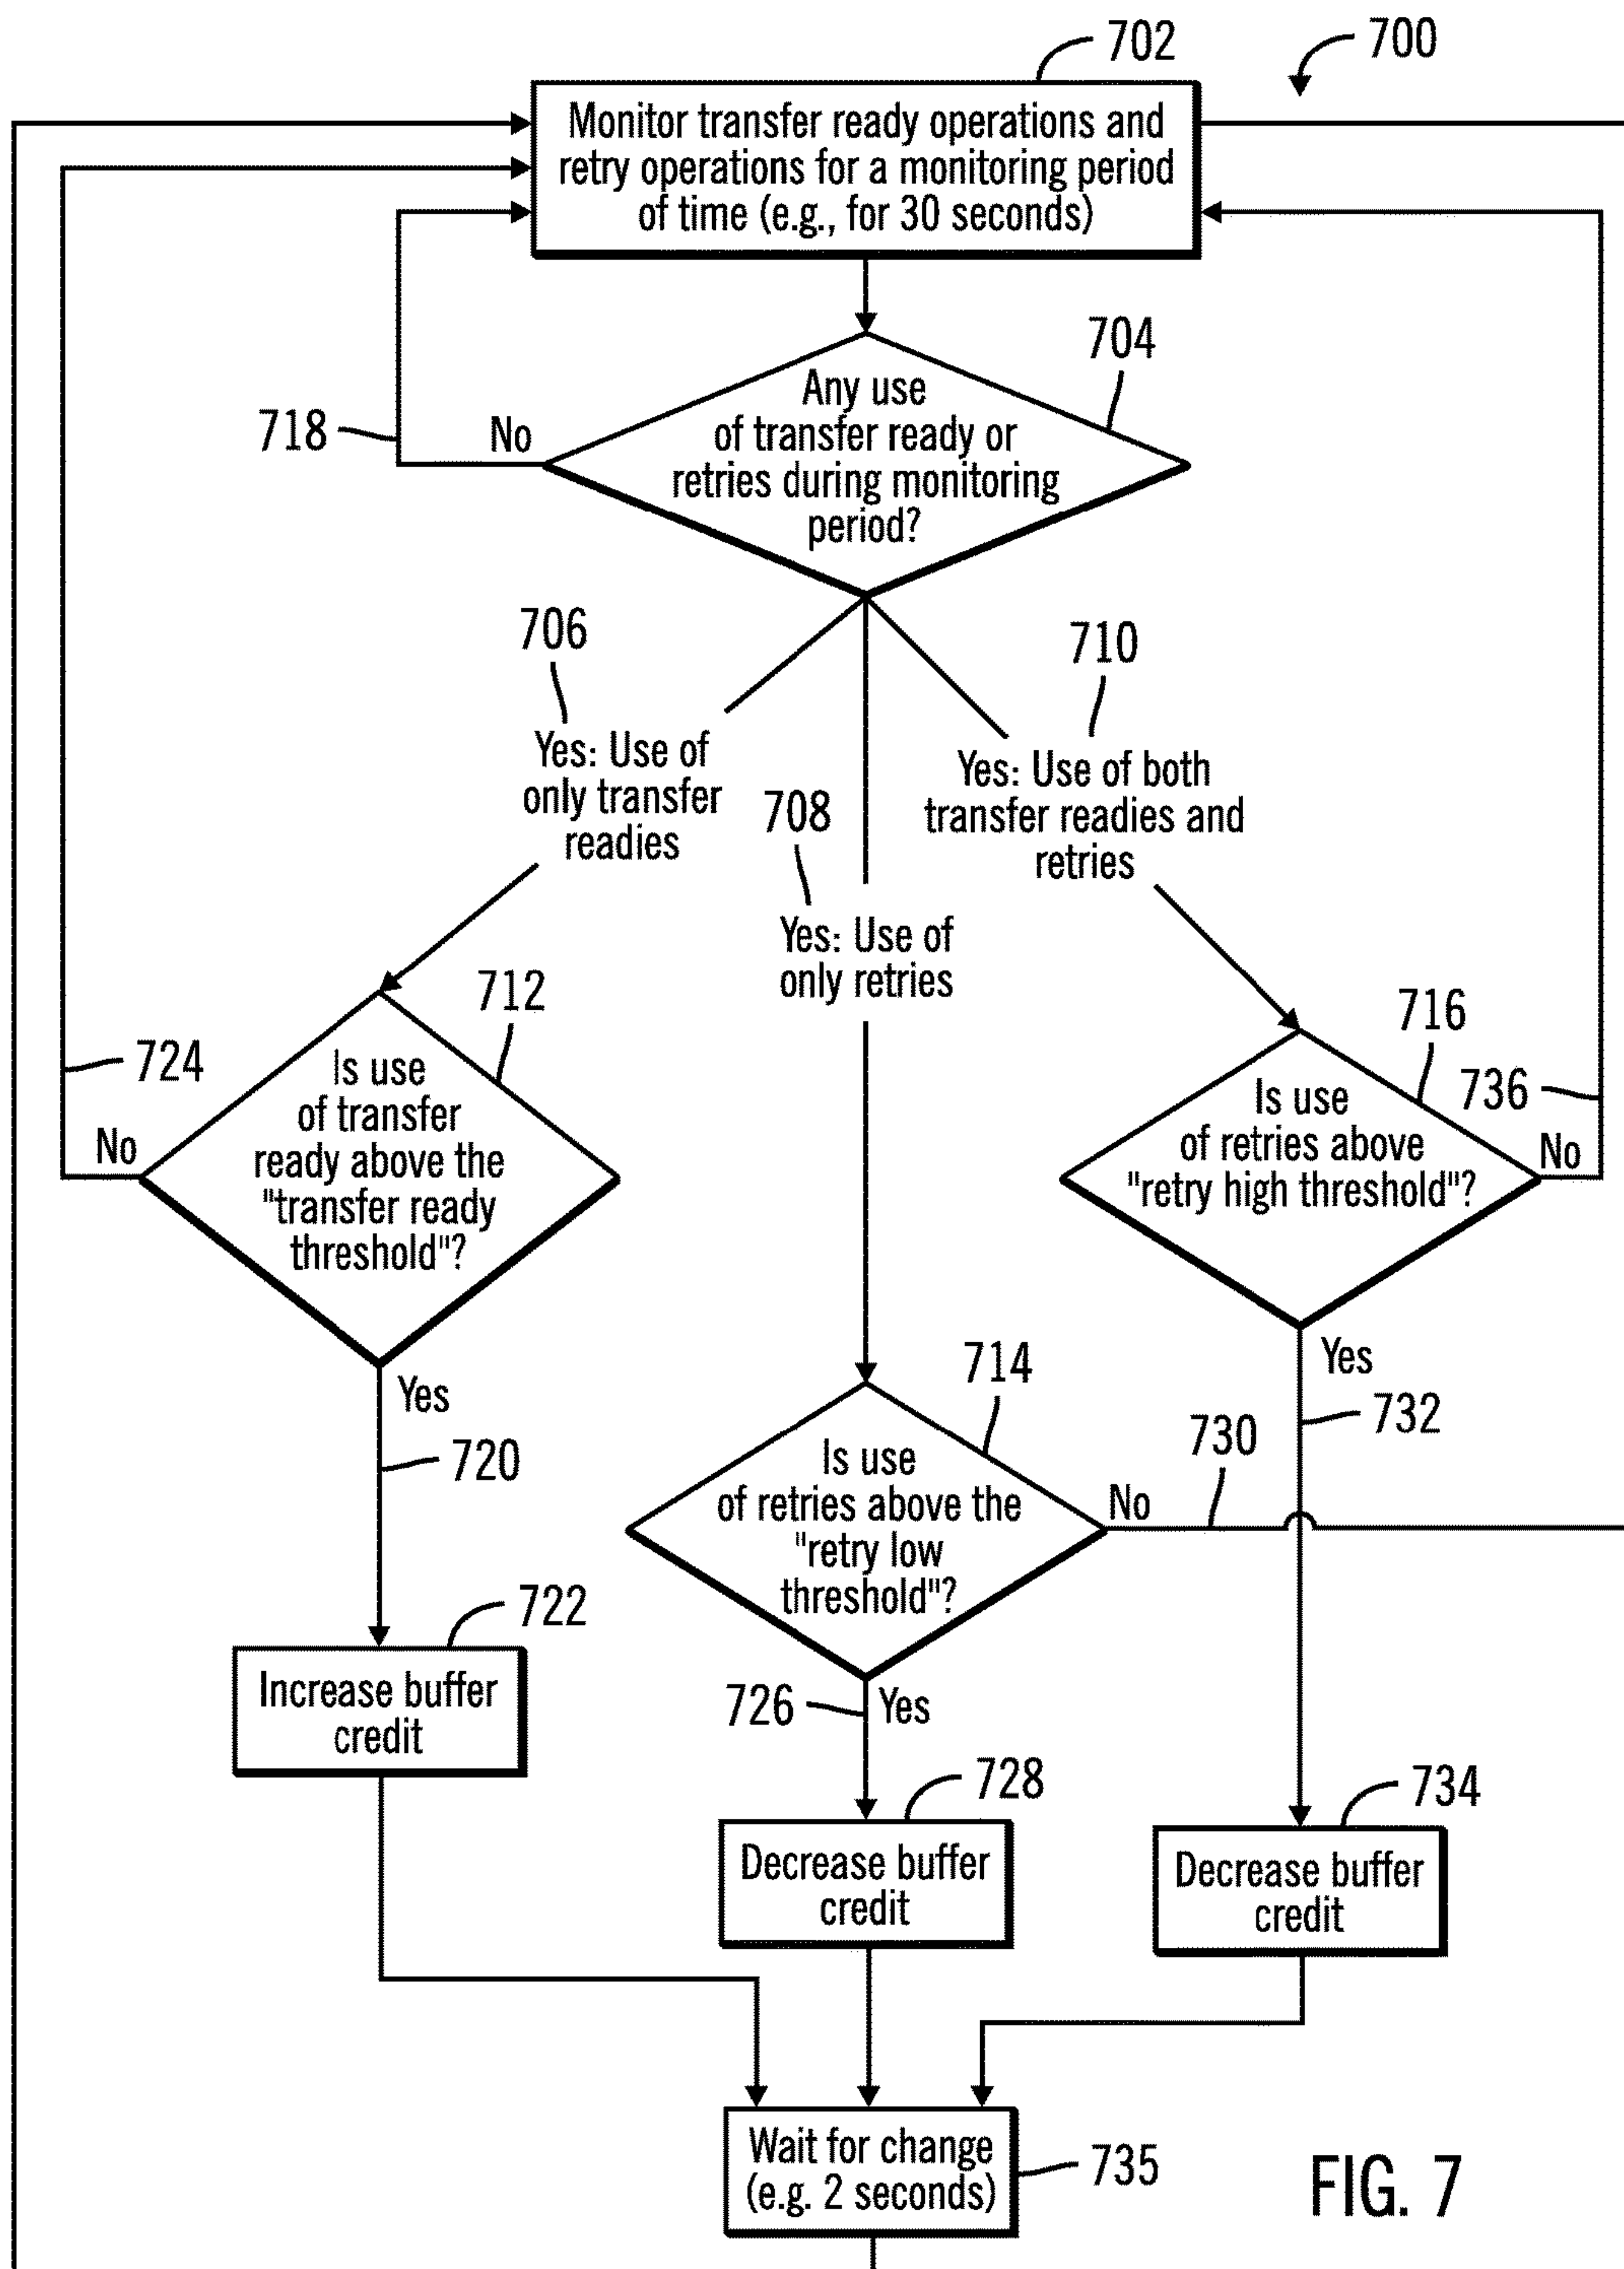 702
700
Monitor transfer ready operations and
retry operations for a monitoring period
of time (e.g., for 30 seconds)
704
Any use
of transfer ready or
retries during monitoring
period?
718
No
706
Yes: Use of
only transfer
readies
708
Yes: Use of
only retries
710
Yes: Use of both
transfer readies and
retries
712
Is use
of transfer
ready above the
"transfer ready
threshold"?
724
No
716
Is use
of retries above
"retry high threshold"?
736
No
Yes
720
714
Is use
of retries above the
"retry low
threshold"?
No
730
Yes
732
722
Increase buffer
credit
726
Yes
728
Decrease buffer
credit
734
Decrease buffer
credit
Wait for change
(e.g. 2 seconds)
735
FIG. 7